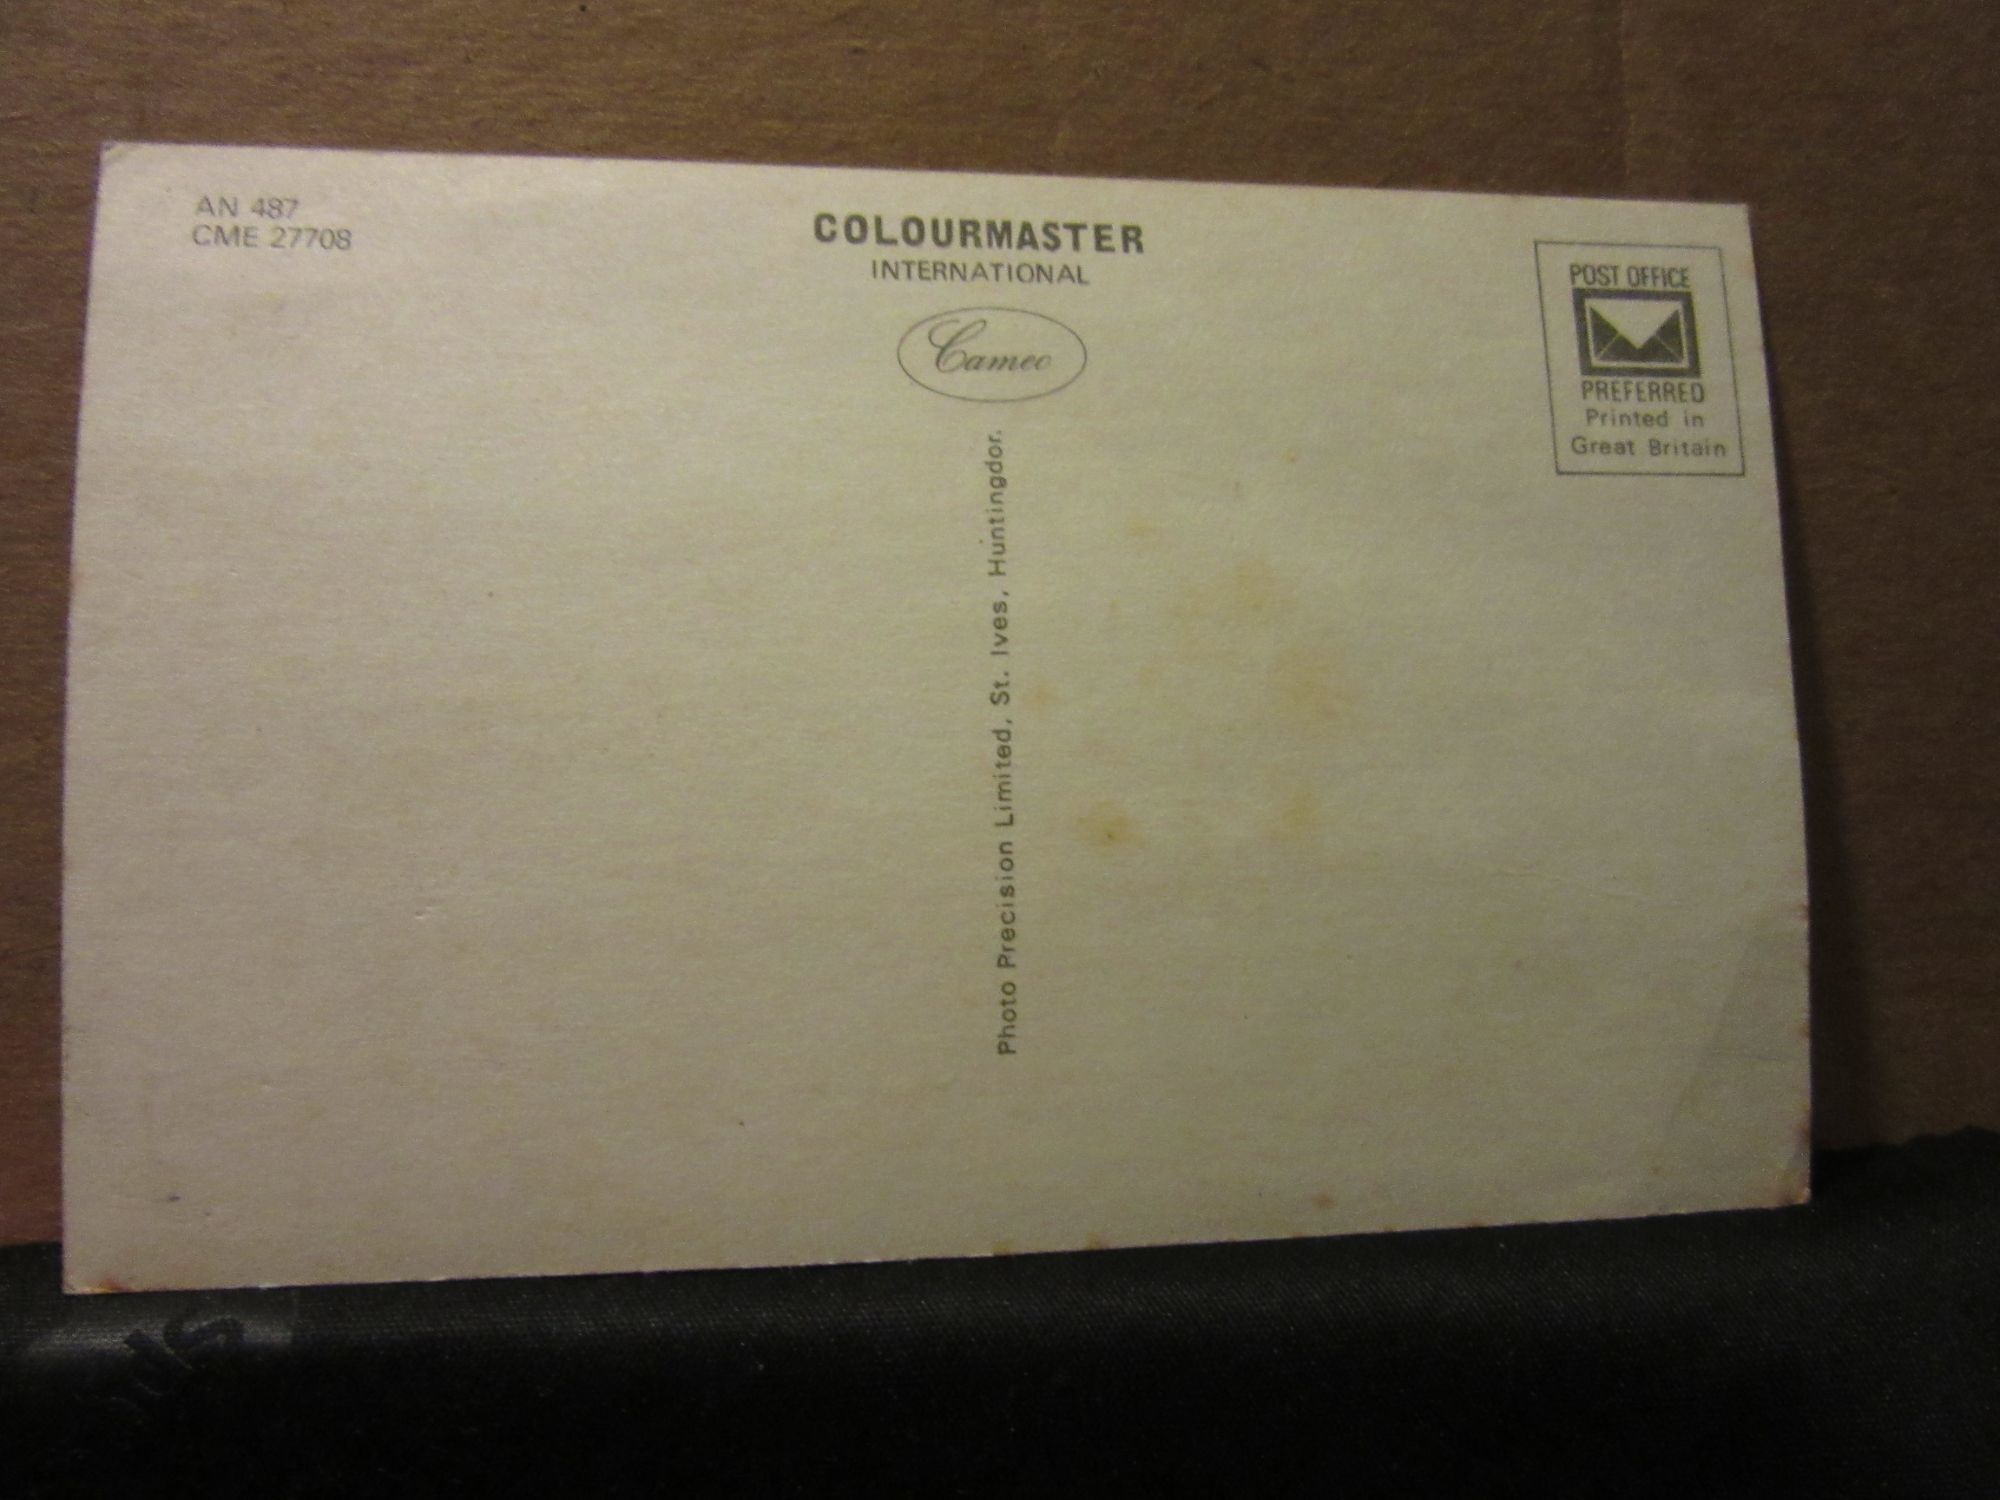 AN 487
CME 27708
COLOURMASTER
INTERNATIONAL
Cameo
Photo Precision Limited, St. Ives, Huntingdor.
POST OFFICE
PREFERRED
Printed in
Great Britain